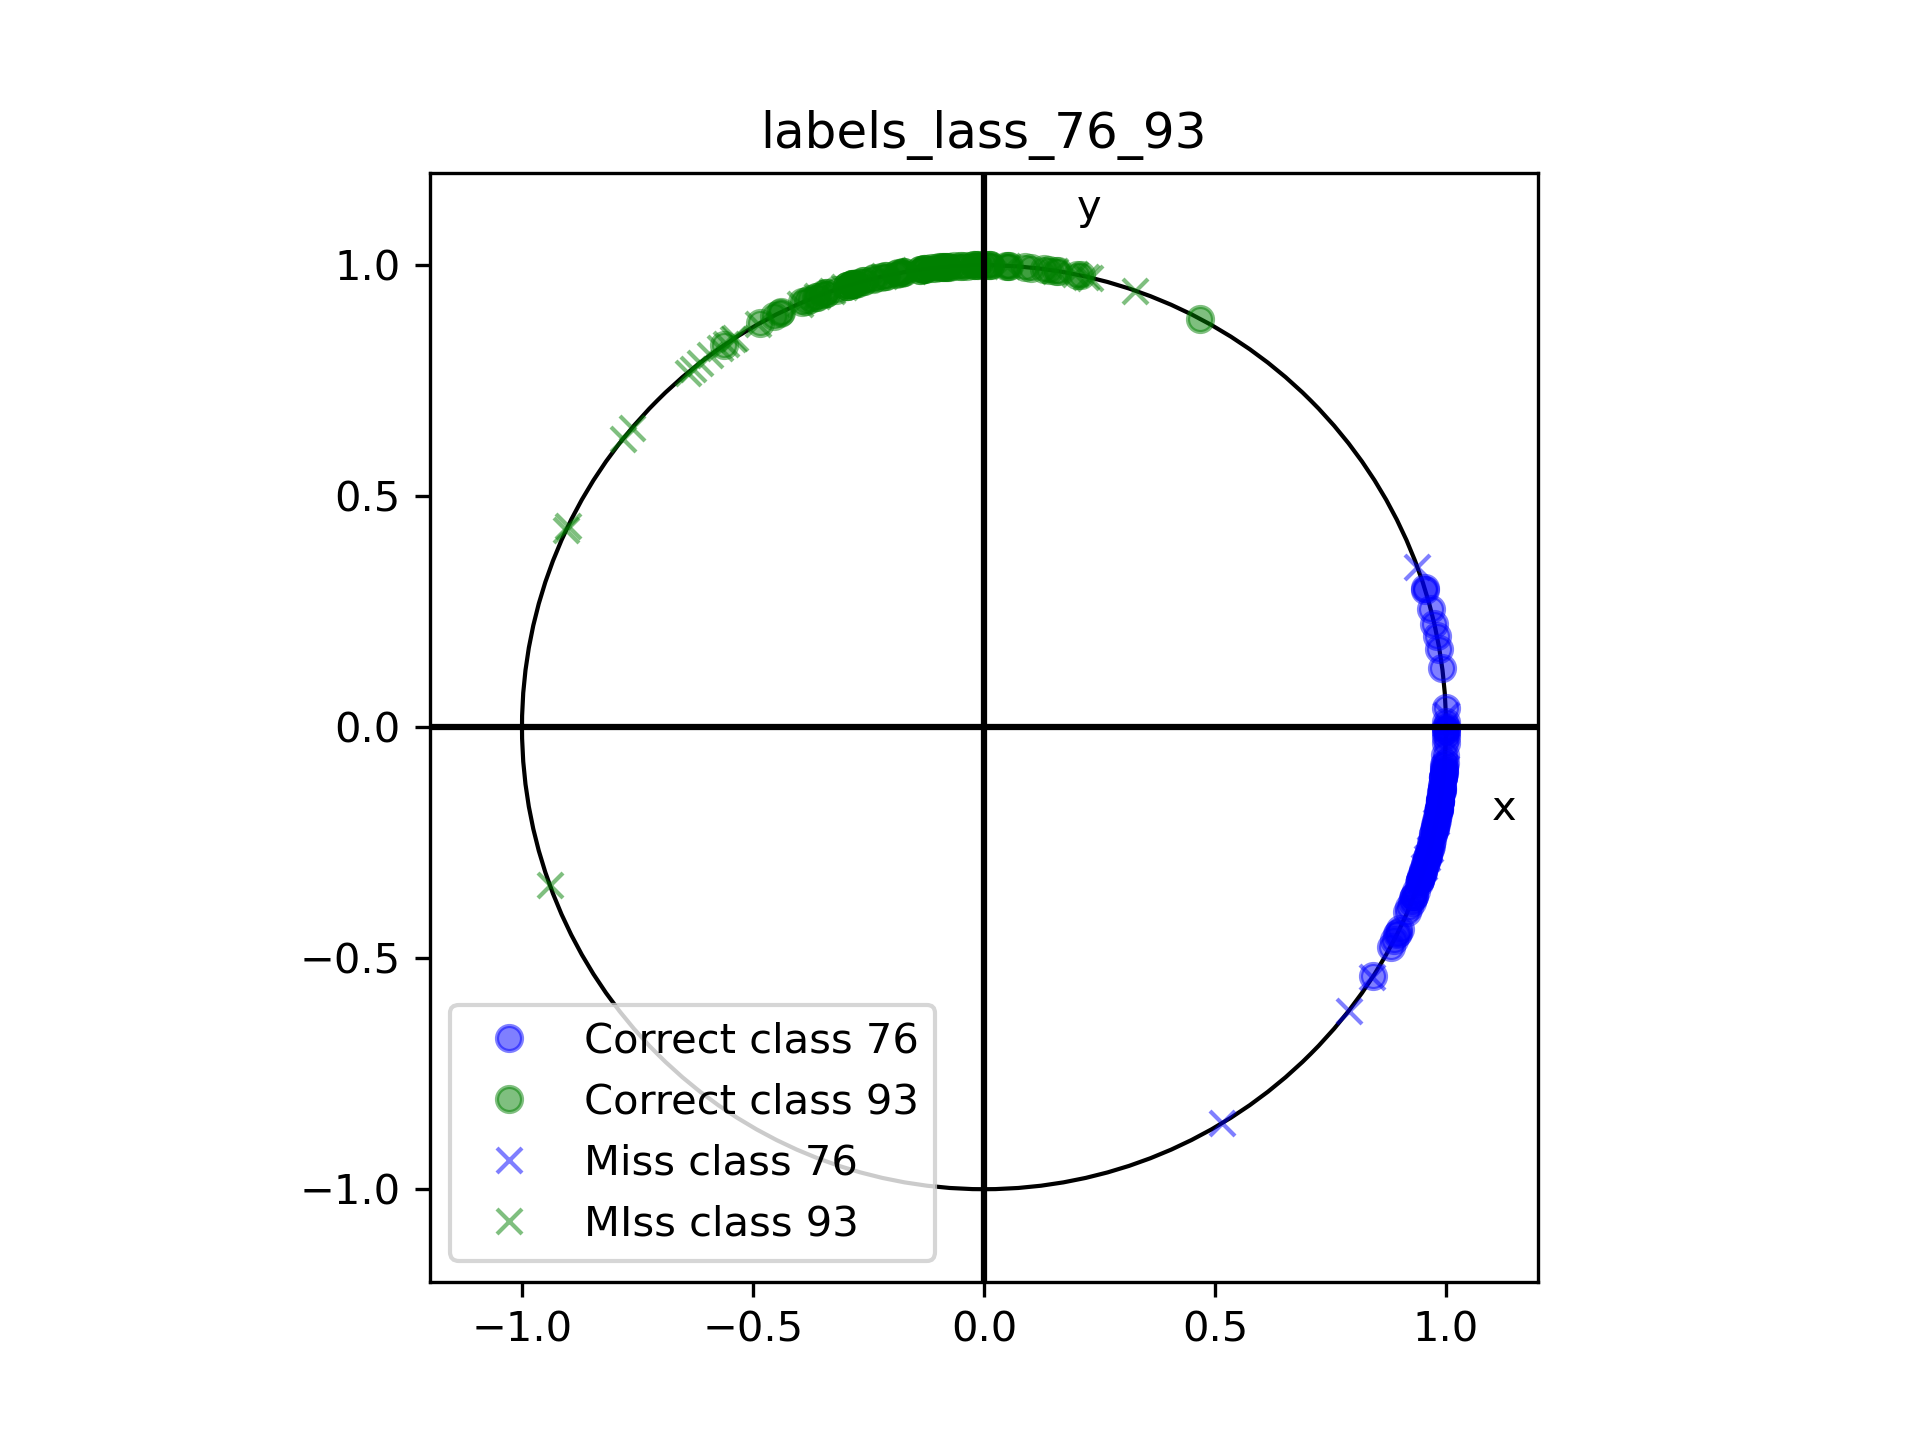 labels_lass_76_93
y
1.0
0.5
0.0
x
−0.5
−1.0
Correct class 76
Correct class 93
Miss class 76
MIss class 93
−1.0 −0.5 0.0 0.5 1.0